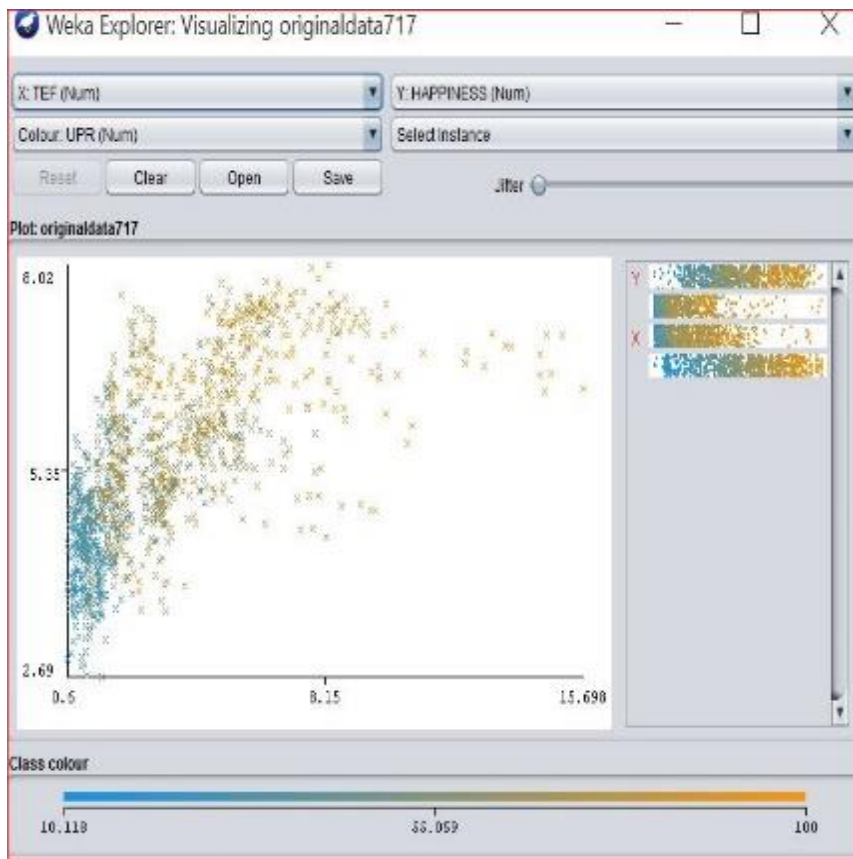 Weka Explorer: Visualizing originaldata717
X: TEF (Num) Y: HAPPINESS (Num)
Colour: UPR (Num) Select Instance
Reset Clear Open Save Jitter
Plot: originaldata717
8.02
5.35
2.69
0.6 8.15 15.698
Y
X
Class colour
10.118 55.059 100